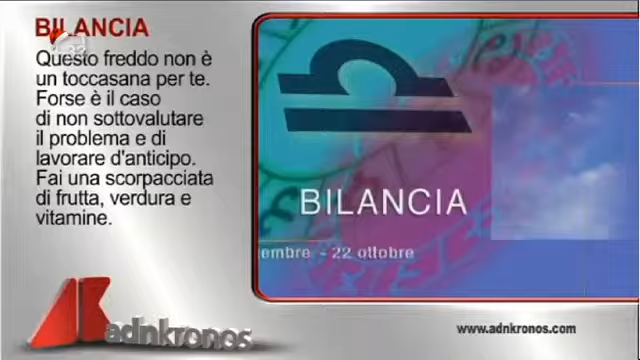 BILANCIA
Questo freddo non è
un toccasana per te.
Forse è il caso
di non sottovalutare
il problema e di
lavorare d'anticipo.
Fai una scorpacciata
di frutta, verdura e
vitamine.
BILANCIA
embre - 22 ottobre
adnkronos
www.adnkronos.com